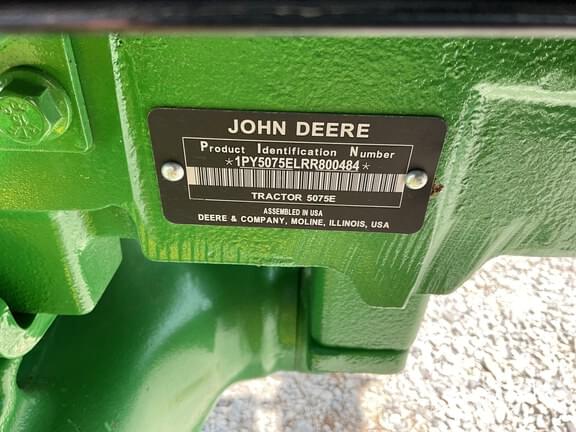 JOHN DEERE
Product Identification Number
*1PY5075ELRR800484*
TRACTOR 5075E
ASSEMBLED IN USA
DEERE & COMPANY, MOLINE, ILLINOIS, USA